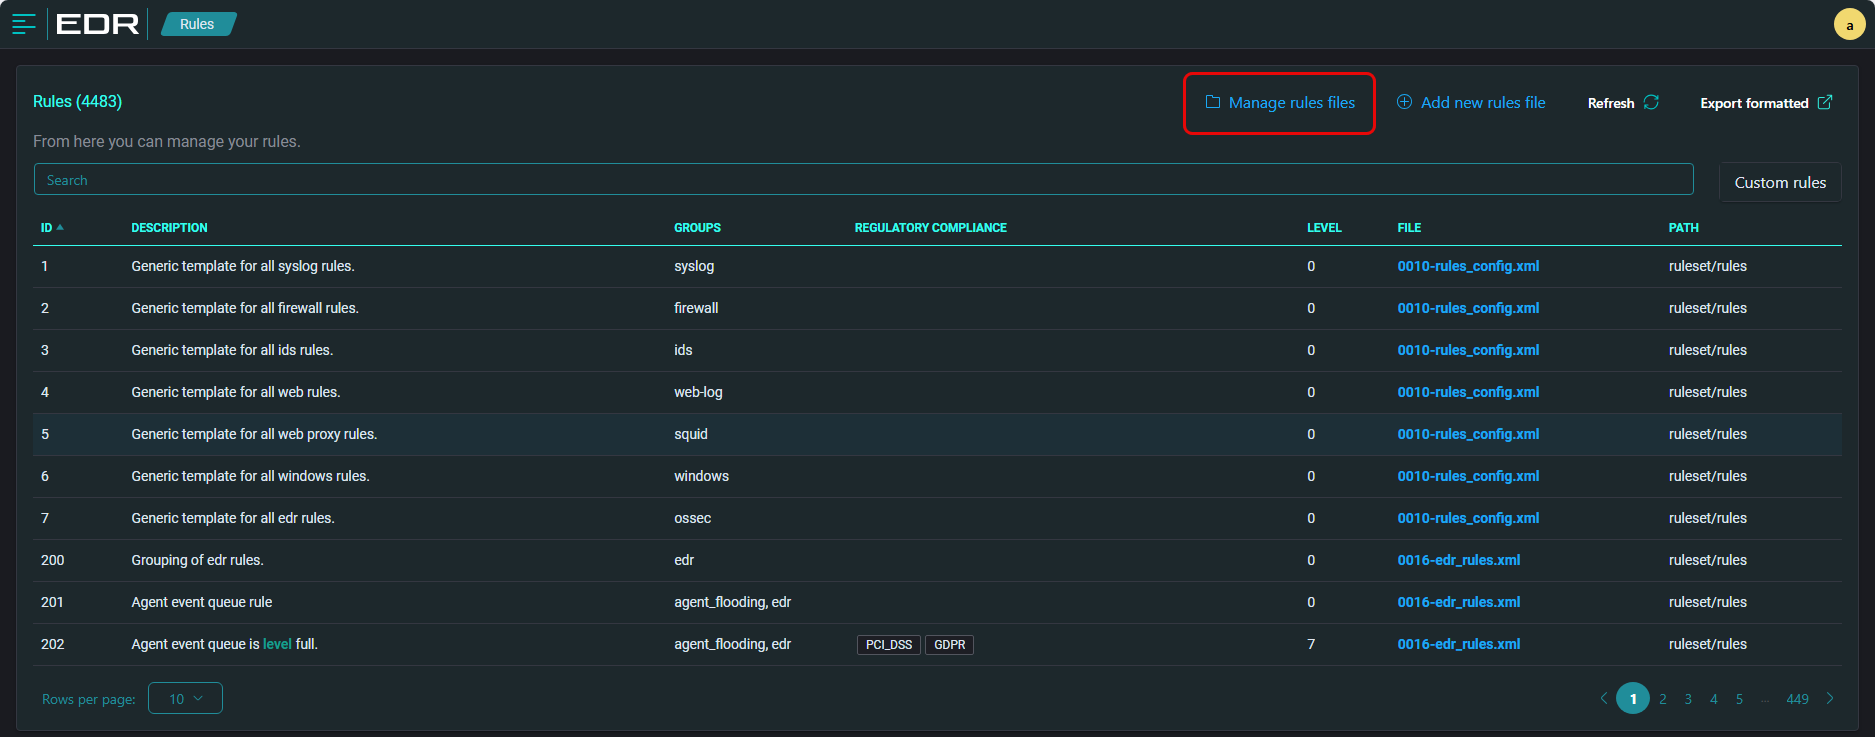 EDR Rules a
Rules (4483) Manage rules files Add new rules file Refresh Export formatted
From here you can manage your rules.
Search Custom rules
ID DESCRIPTION GROUPS REGULATORY COMPLIANCE LEVEL FILE PATH
1 Generic template for all syslog rules. syslog 0 0010-rules_config.xml ruleset/rules
2 Generic template for all firewall rules. firewall 0 0010-rules_config.xml ruleset/rules
3 Generic template for all ids rules. ids 0 0010-rules_config.xml ruleset/rules
4 Generic template for all web rules. web-log 0 0010-rules_config.xml ruleset/rules
5 Generic template for all web proxy rules. squid 0 0010-rules_config.xml ruleset/rules
6 Generic template for all windows rules. windows 0 0010-rules_config.xml ruleset/rules
7 Generic template for all edr rules. ossec 0 0010-rules_config.xml ruleset/rules
200 Grouping of edr rules. edr 0 0016-edr_rules.xml ruleset/rules
201 Agent event queue rule agent_flooding, edr 0 0016-edr_rules.xml ruleset/rules
202 Agent event queue is level full. agent_flooding, edr PCI_DSS GDPR 7 0016-edr_rules.xml ruleset/rules
Rows per page: 10 1 2 3 4 5 ... 449